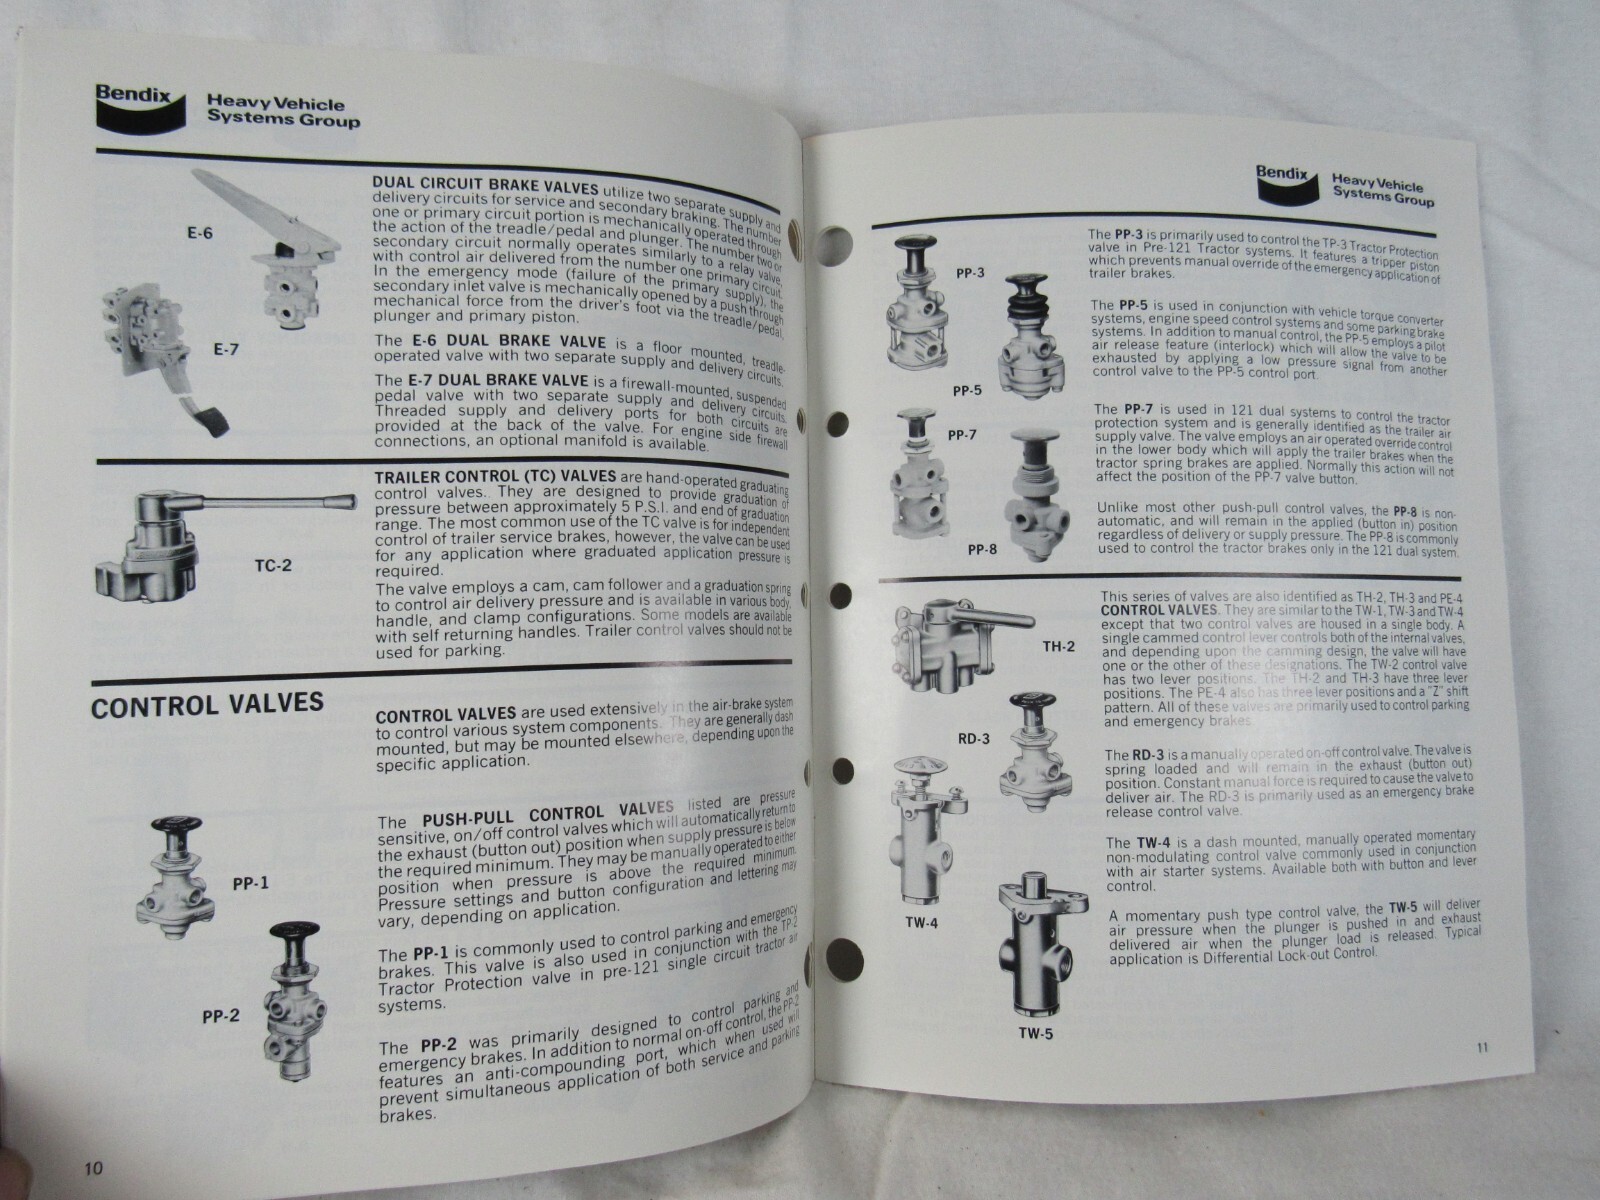 Bendix
Heavy Vehicle
Systems Group
E-6
E-7
DUAL CIRCUIT BRAKE VALVES utilize two separate supply and
delivery circuits for service and secondary braking. The number
one or primary circuit portion is mechanically operated through
the action of the treadle/pedal and plunger. The number two or
secondary circuit normally operates similarly to a relay valve,
with control air delivered from the number one primary circuit.
In the emergency mode (failure of the primary supply), the
secondary inlet valve is mechanically opened by a push through
mechanical force from the driver's foot via the treadle/pedal,
plunger and primary piston.
The E-6 DUAL BRAKE VALVE is a floor mounted, treadle-
operated valve with two separate supply and delivery circuits.
The E-7 DUAL BRAKE VALVE is a firewall-mounted, suspended
pedal valve with two separate supply and delivery circuits.
Threaded supply and delivery ports for both circuits are
provided at the back of the valve. For engine side firewall
connections, an optional manifold is available.
TC-2
TRAILER CONTROL (TC) VALVES are hand-operated graduating
control valves. They are designed to provide graduation of
pressure between approximately 5 P.S.I. and end of graduation
range. The most common use of the TC valve is for independent
control of trailer service brakes, however, the valve can be used
for any application where graduated application pressure is
required.
The valve employs a cam, cam follower and a graduation spring
to control air delivery pressure and is available in various body,
handle, and clamp configurations. Some models are available
with self returning handles. Trailer control valves should not be
used for parking.
CONTROL VALVES
CONTROL VALVES are used extensively in the air-brake system
to control various system components. They are generally dash
mounted, but may be mounted elsewhere, depending upon the
specific application.
PP-1
PP-2
The PUSH-PULL CONTROL VALVES listed are pressure
sensitive, on/off control valves which will automatically return to
the exhaust (button out) position when supply pressure is below
the required minimum. They may be manually operated to either
position when pressure is above the required minimum.
Pressure settings and button configuration and lettering may
vary, depending on application.
The PP-1 is commonly used to control parking and emergency
brakes. This valve is also used in conjunction with the TP-2
Tractor Protection valve in pre-121 single circuit tractor air
systems.
The PP-2 was primarily designed to control parking and
emergency brakes. In addition to normal on-off control, the PP-2
features an anti-compounding port, which when used will
prevent simultaneous application of both service and parking
brakes.
10
Bendix
Heavy Vehicle
Systems Group
PP-3
PP-5
PP-7
PP-8
The PP-3 is primarily used to control the TP-3 Tractor Protection
valve in Pre-121 Tractor systems. It features a tripper piston
which prevents manual override of the emergency application of
trailer brakes.
The PP-5 is used in conjunction with vehicle torque converter
systems, engine speed control systems and some parking brake
systems. In addition to manual control, the PP-5 employs a pilot
air release feature (interlock) which will allow the valve to be
exhausted by applying a low pressure signal from another
control valve to the PP-5 control port.
The PP-7 is used in 121 dual systems to control the tractor
protection system and is generally identified as the trailer air
supply valve. The valve employs an air operated override control
in the lower body which will apply the trailer brakes when the
tractor spring brakes are applied. Normally this action will not
affect the position of the PP-7 valve button.
Unlike most other push-pull control valves, the PP-8 is non-
automatic, and will remain in the applied (button in) position
regardless of delivery or supply pressure. The PP-8 is commonly
used to control the tractor brakes only in the 121 dual system.
TH-2
RD-3
TW-4
TW-5
This series of valves are also identified as TH-2, TH-3 and PE-4
CONTROL VALVES. They are similar to the TW-1, TW-3 and TW-4
except that two control valves are housed in a single body. A
single cammed control lever controls both of the internal valves,
and depending upon the camming design, the valve will have
one or the other of these designations. The TW-2 control valve
has two lever positions. The TH-2 and TH-3 have three lever
positions. The PE-4 also has three lever positions and a "Z" shift
pattern. All of these valves are primarily used to control parking
and emergency brakes.
The RD-3 is a manually operated on-off control valve. The valve is
spring loaded and will remain in the exhaust (button out)
position. Constant manual force is required to cause the valve to
deliver air. The RD-3 is primarily used as an emergency brake
release control valve.
The TW-4 is a dash mounted, manually operated momentary
non-modulating control valve commonly used in conjunction
with air starter systems. Available both with button and lever
control.
A momentary push type control valve, the TW-5 will deliver
air pressure when the plunger is pushed in and exhaust
delivered air when the plunger load is released. Typical
application is Differential Lock-out Control.
11